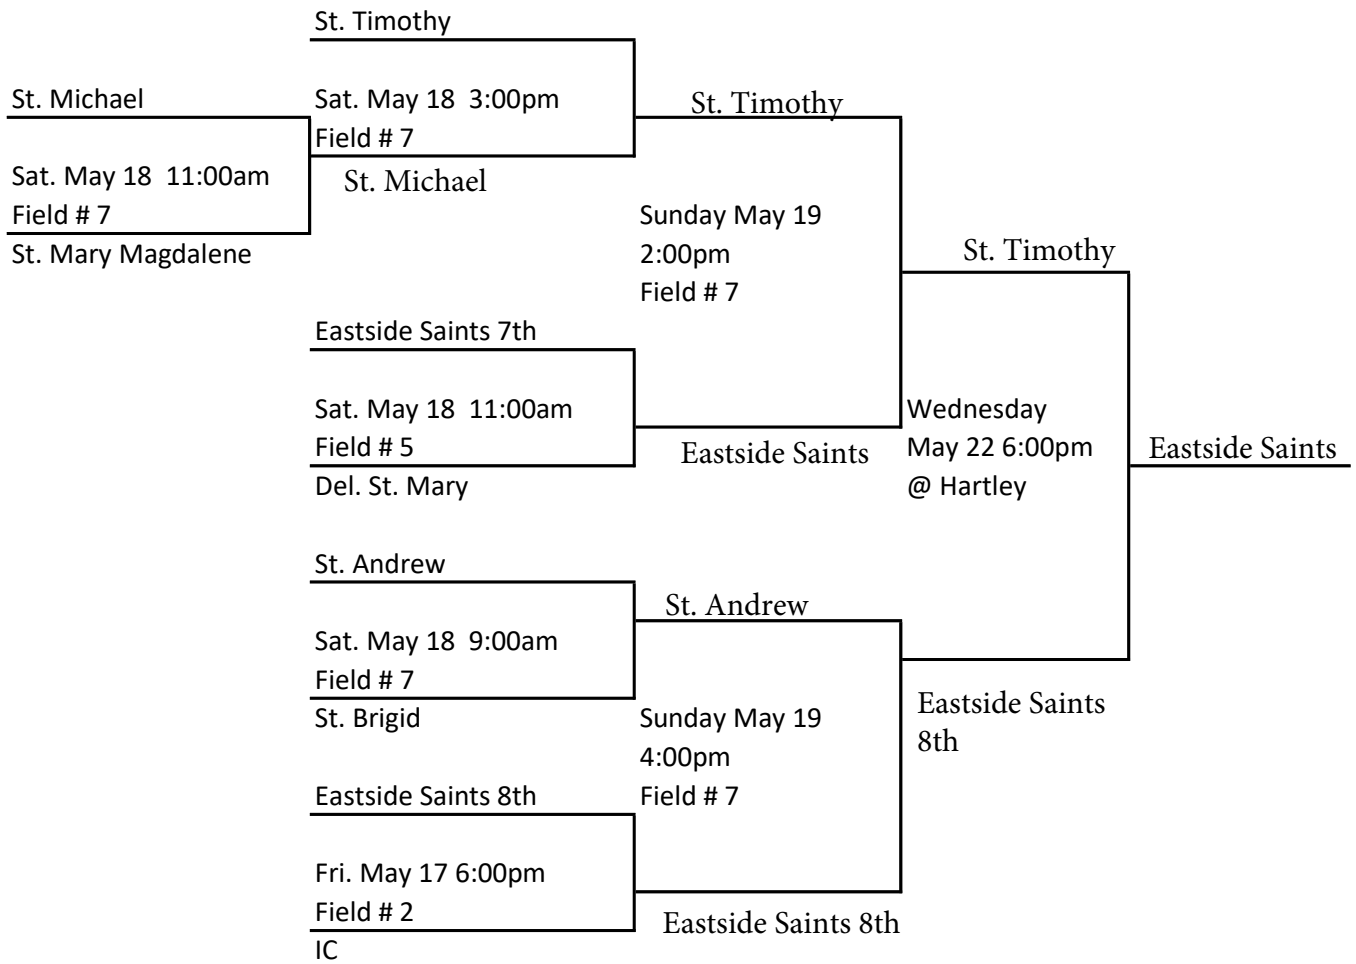 St. Timothy
St. Michael
Sat. May 18  3:00pm
Field # 7
St. Timothy
Sat. May 18  11:00am
Field # 7
St. Mary Magdalene
St. Michael
Sunday May 19
2:00pm
Field # 7
St. Timothy
Eastside Saints 7th
Sat. May 18  11:00am
Field # 5
Del. St. Mary
Eastside Saints
Wednesday
May 22 6:00pm
@ Hartley
Eastside Saints
St. Andrew
Sat. May 18  9:00am
Field # 7
St. Brigid
St. Andrew
Sunday May 19
4:00pm
Field # 7
Eastside Saints
8th
Eastside Saints 8th
Fri. May 17 6:00pm
Field # 2
IC
Eastside Saints 8th